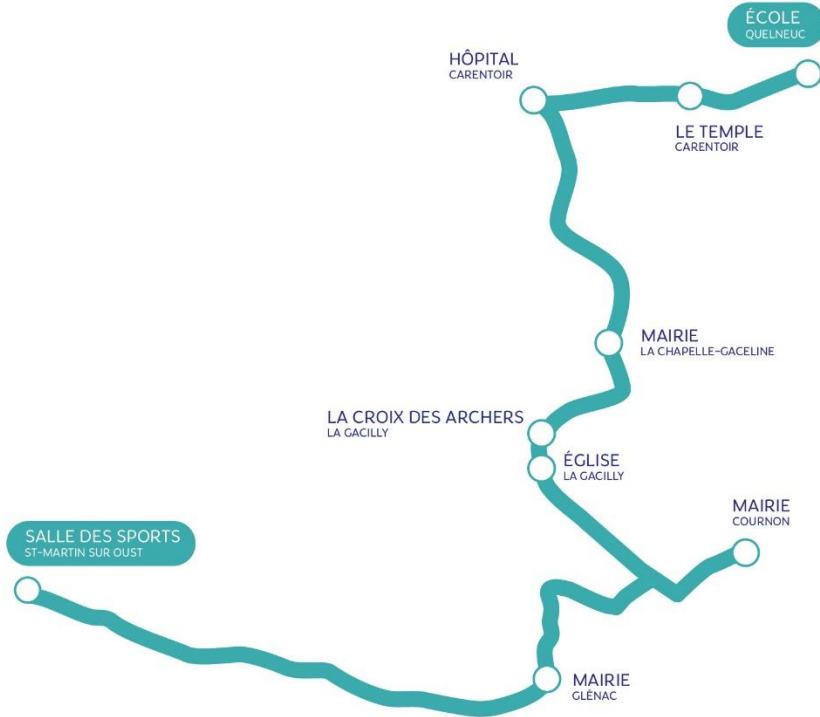 ÉCOLE
QUELNEUC
HÔPITAL
CARENTOIR
LE TEMPLE
CARENTOIR
MAIRIE
LA CHAPELLE-GACELINE
LA CROIX DES ARCHERS
LA GACILLY
ÉGLISE
LA GACILLY
MAIRIE
COURNON
SALLE DES SPORTS
ST-MARTIN SUR OUST
MAIRIE
GLÉNAC